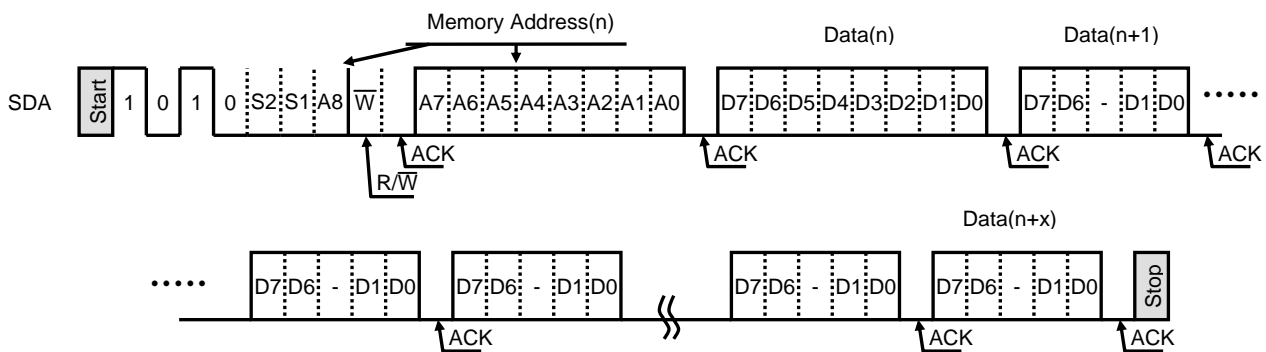 Memory Address(n)
Data(n) Data(n+1)
SDA Start 1 0 1 0 S2 S1 A8 W̅ A7 A6 A5 A4 A3 A2 A1 A0 D7 D6 D5 D4 D3 D2 D1 D0 D7 D6 - D1 D0 •••••
ACK ACK ACK ACK
R/W̅
Data(n+x)
••••• D7 D6 - D1 D0 D7 D6 - D1 D0 D7 D6 - D1 D0 D7 D6 - D1 D0 Stop
ACK ACK ACK